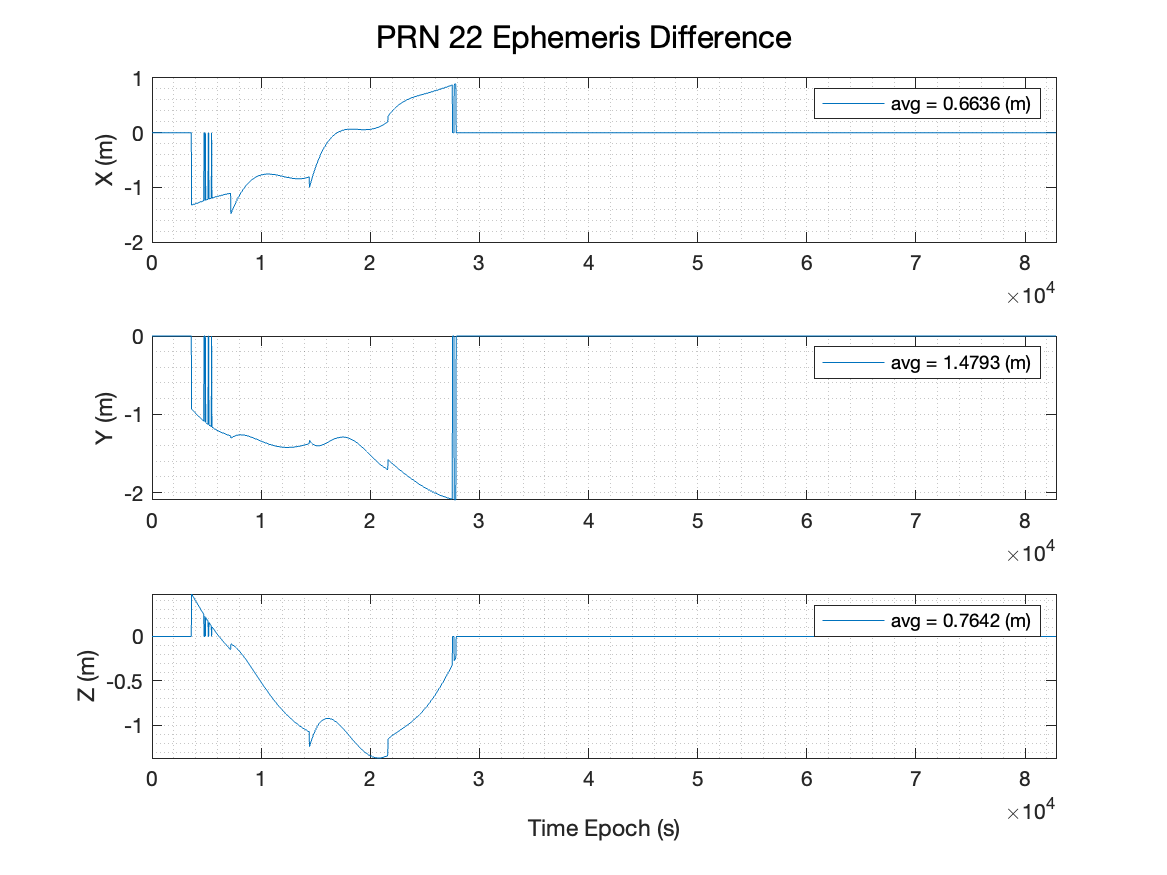 PRN 22 Ephemeris Difference
1
0
-1
-2
X (m)
avg = 0.6636 (m)
0 1 2 3 4 5 6 7 8
×10^4
0
-1
-2
Y (m)
avg = 1.4793 (m)
0 1 2 3 4 5 6 7 8
×10^4
0
-0.5
-1
Z (m)
avg = 0.7642 (m)
0 1 2 3 4 5 6 7 8
×10^4
Time Epoch (s)